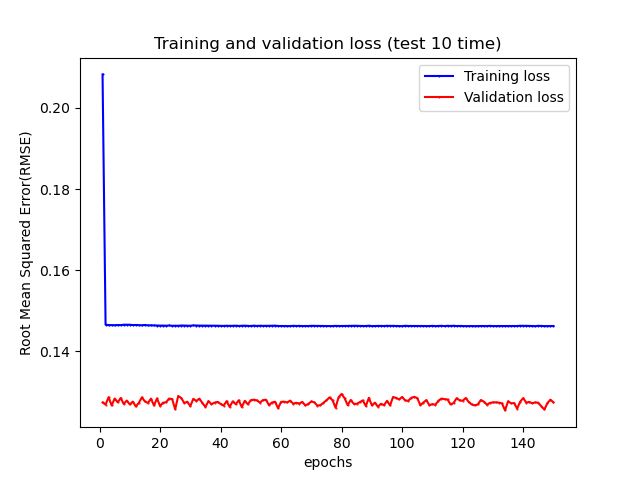 Training and validation loss (test 10 time)
Training loss
Validation loss
0.20
0.18
0.16
0.14
Root Mean Squared Error(RMSE)
0 20 40 60 80 100 120 140
epochs